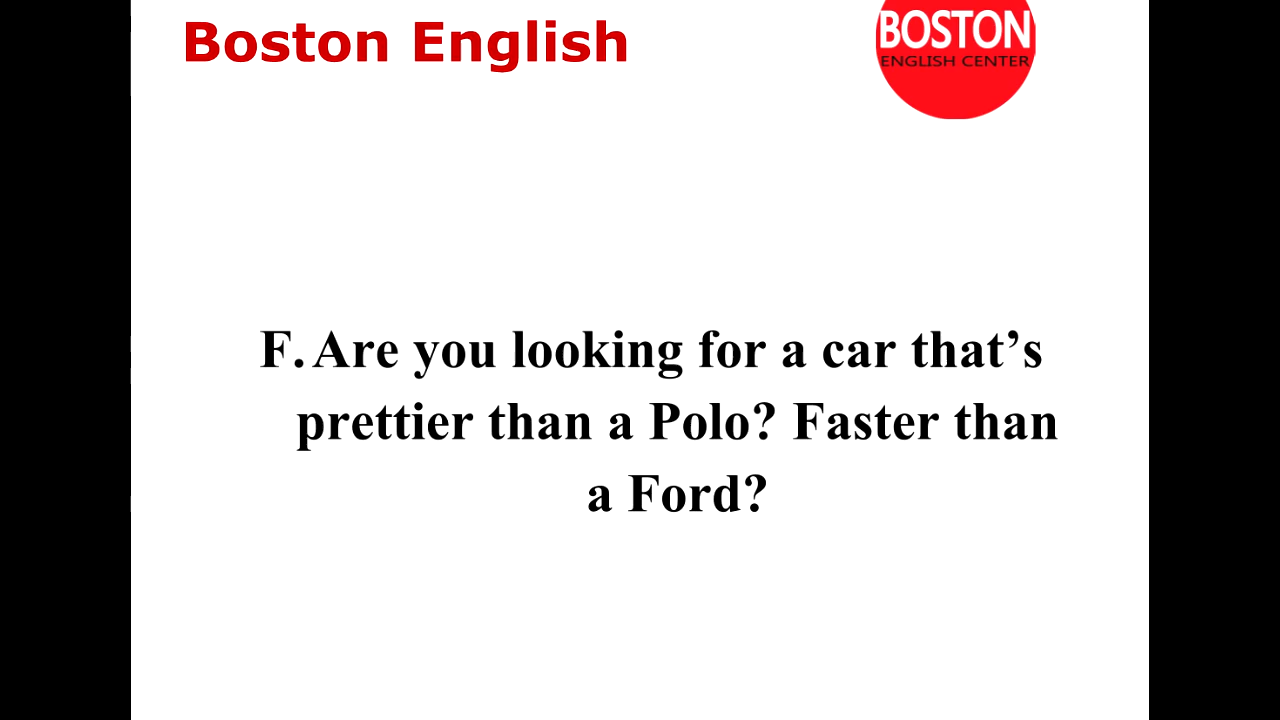 Boston English
BOSTON
ENGLISH CENTER
F. Are you looking for a car that’s
prettier than a Polo? Faster than
a Ford?